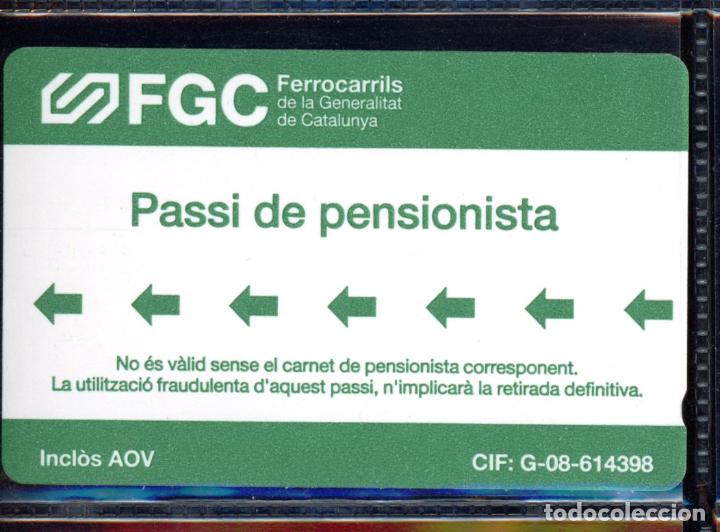 FGC
Ferrocarrils
de la Generalitat
de Catalunya
Passi de pensionista
No és vàlid sense el carnet de pensionista corresponent.
La utilització fraudulenta d'aquest passi, n'implicarà la retirada definitiva.
Inclòs AOV
CIF: G-08-614398
todocoleccion